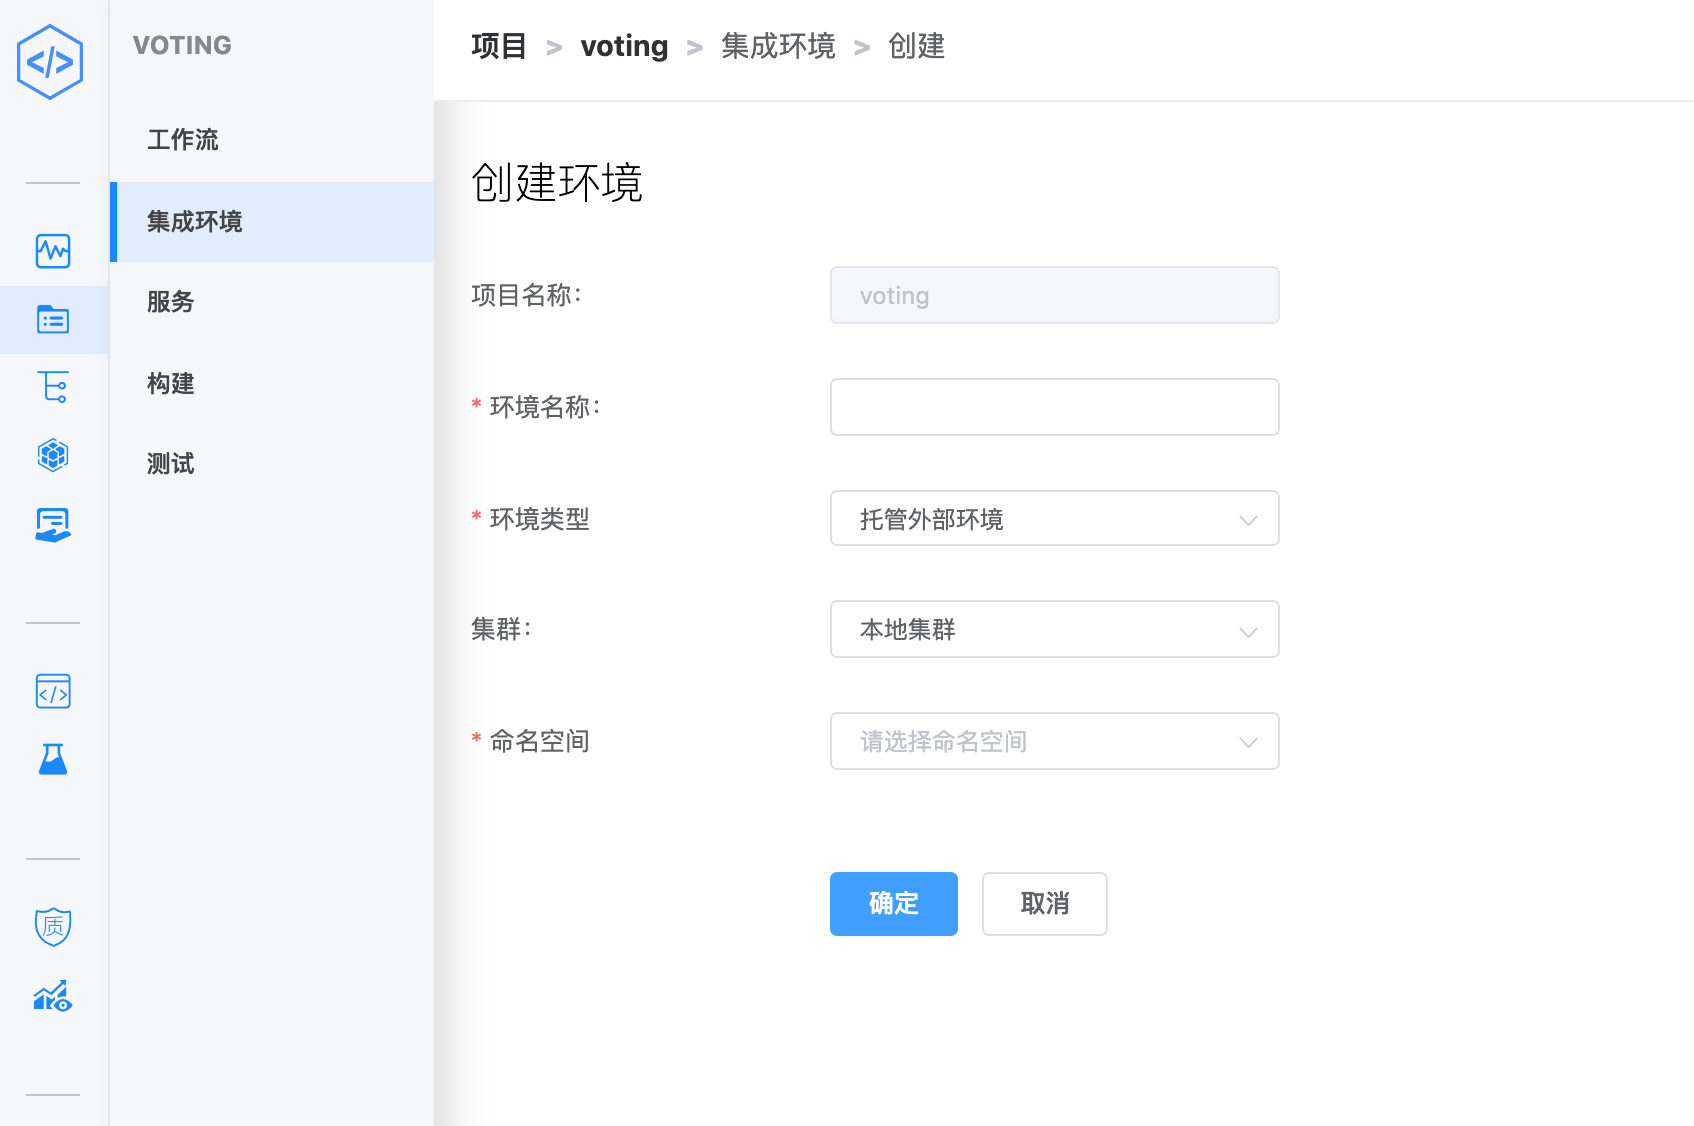 VOTING
工作流
集成环境
服务
构建
测试
项目 > voting > 集成环境 > 创建
创建环境
项目名称: voting
* 环境名称:
* 环境类型 托管外部环境
集群: 本地集群
* 命名空间 请选择命名空间
确定 取消
</>
</>
质